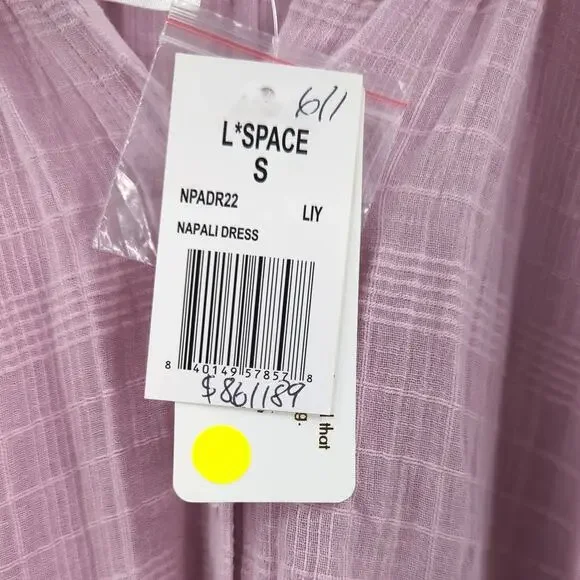 611
L*SPACE
S
NPADR22 LIY
NAPALI DRESS
8 40149 57857 8
$86/189
that